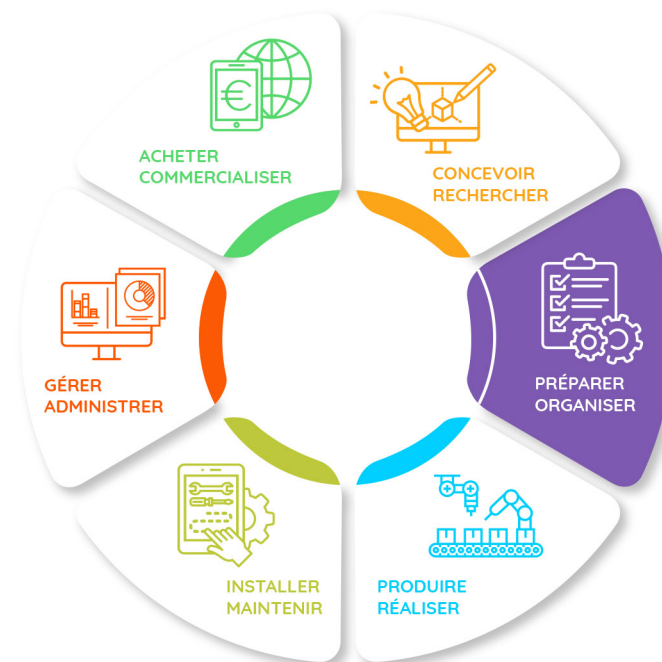 ACHETER
COMMERCIALISER
CONCEVOIR
RECHERCHER
GÉRER
ADMINISTRER
PRÉPARER
ORGANISER
INSTALLER
MAINTENIR
PRODUIRE
RÉALISER